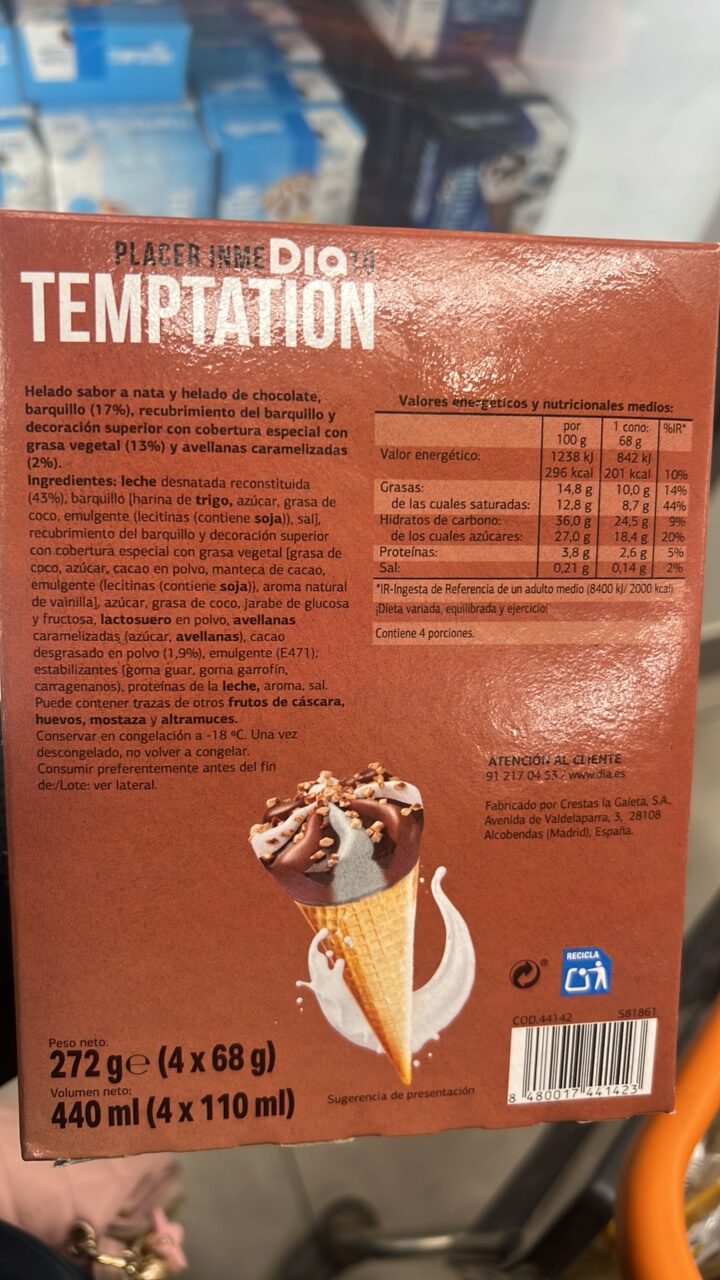 PLACER INMEDIATO
TEMPTATION
Helado sabor a nata y helado de chocolate,
barquillo (17%), recubrimiento del barquillo y
decoración superior con cobertura especial con
grasa vegetal (13%) y avellanas caramelizadas
(2%).
Ingredientes: leche desnatada reconstituida
(43%), barquillo [harina de trigo, azúcar, grasa de
coco, emulgente (lecitinas (contiene soja)), sal],
recubrimiento del barquillo y decoración superior
con cobertura especial con grasa vegetal [grasa de
coco, azúcar, cacao en polvo, manteca de cacao,
emulgente (lecitinas (contiene soja)), aroma natural
de vainilla], azúcar, grasa de coco, jarabe de glucosa
y fructosa, lactosuero en polvo, avellanas
caramelizadas (azúcar, avellanas), cacao
desgrasado en polvo (1,9%), emulgente (E471),
estabilizantes (goma guar, goma garrofín,
carragenanos), proteínas de la leche, aroma, sal.
Puede contener trazas de otros frutos de cáscara,
huevos, mostaza y altramuces.
Conservar en congelación a -18 ºC. Una vez
descongelado, no volver a congelar.
Consumir preferentemente antes del fin
de:/Lote: ver lateral.
Valores energéticos y nutricionales medios:
por 100 g 1 cono: 68 g %IR*
Valor energético: 1238 kJ 842 kJ
296 kcal 201 kcal 10%
Grasas: 14,8 g 10,0 g 14%
de las cuales saturadas: 12,8 g 8,7 g 44%
Hidratos de carbono: 36,0 g 24,5 g 9%
de los cuales azúcares: 27,0 g 18,4 g 20%
Proteínas: 3,8 g 2,6 g 5%
Sal: 0,21 g 0,14 g 2%
*IR-Ingesta de Referencia de un adulto medio (8400 kJ/ 2000 kcal).
¡Dieta variada, equilibrada y ejercicio!
Contiene 4 porciones.
ATENCIÓN AL CLIENTE
91 217 04 53 / www.dia.es
Fabricado por Crestas la Galeta, S.A.,
Avenida de Valdelaparra, 3, 28108
Alcobendas (Madrid), España.
RECICLA
COD.44142 S81861
8 480017 441423
Peso neto:
272 g e (4 x 68 g)
Volumen neto:
440 ml (4 x 110 ml)
Sugerencia de presentación